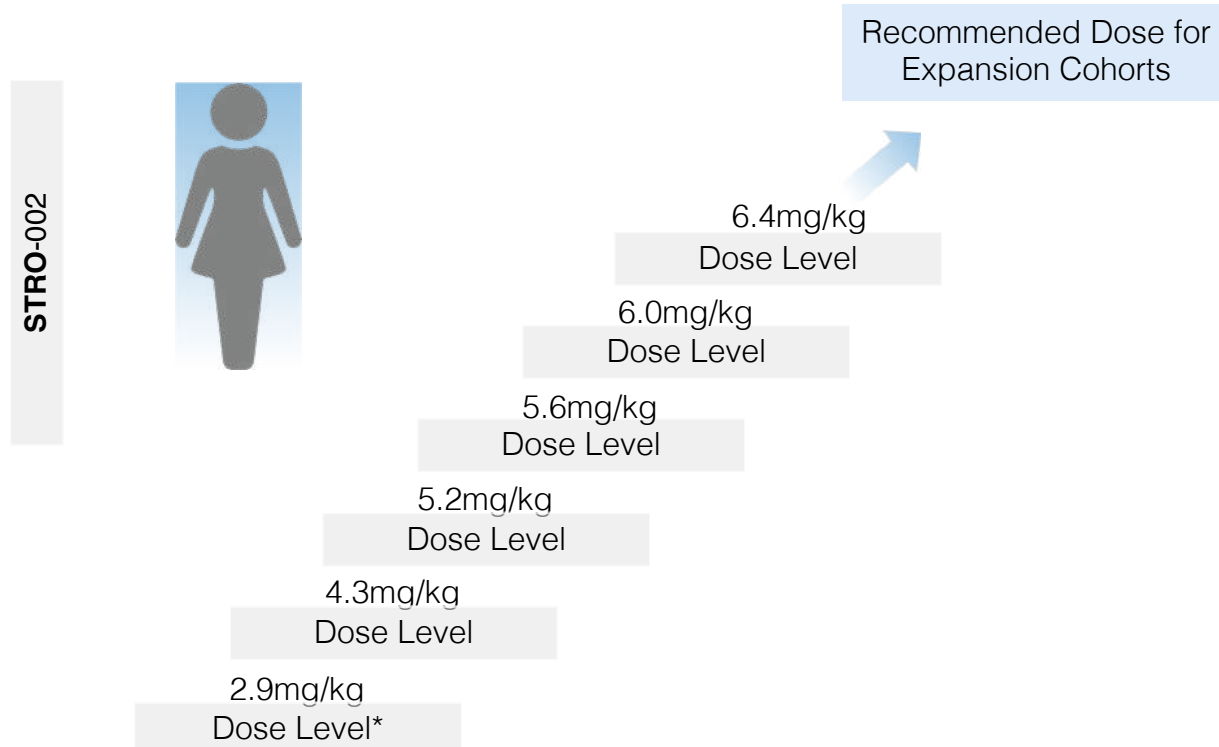 Recommended Dose for
Expansion Cohorts
STRO-002
6.4mg/kg
Dose Level
6.0mg/kg
Dose Level
5.6mg/kg
Dose Level
5.2mg/kg
Dose Level
4.3mg/kg
Dose Level
2.9mg/kg
Dose Level*